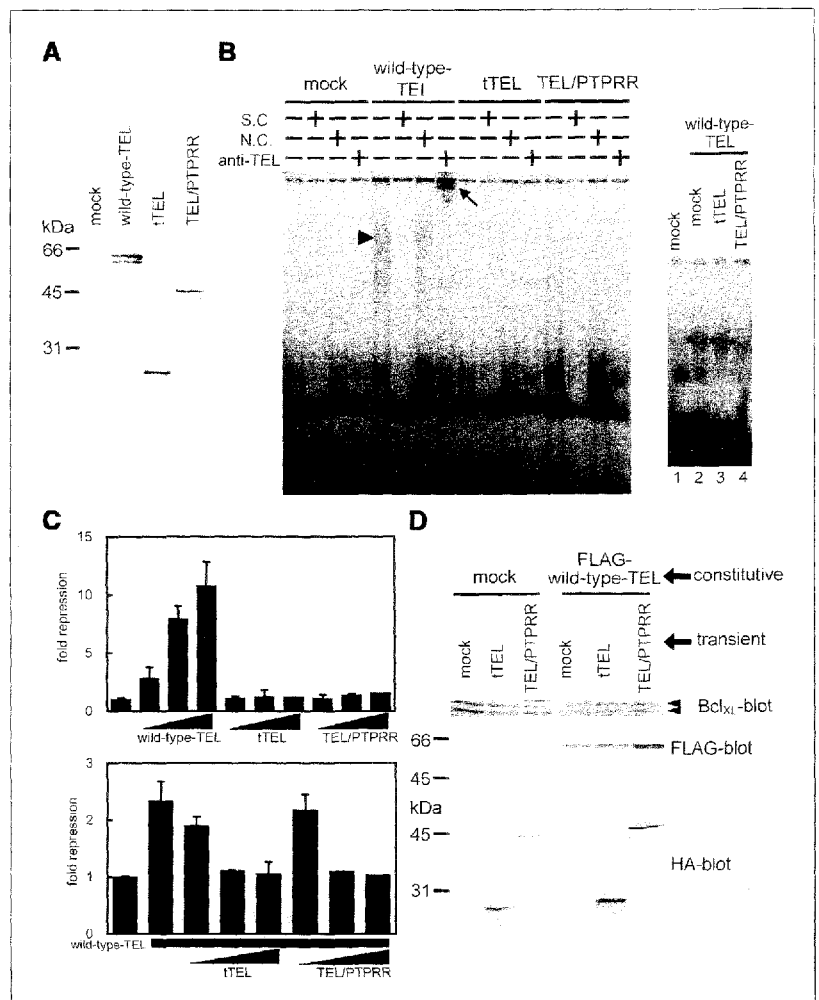 A
mock
wild-type-TEL
tTEL
TEL/PTPRR
kDa
66
45
31
B
mock
wild-type-
TEL
tTEL
TEL/PTPRR
S.C
− + − − − + − − − + − − − + − −
N.C.
− − + − − − + − − − + − − − + −
anti-TEL
− − − + − − − + − − − + − − − +
wild-type-
TEL
mock
mock
tTEL
TEL/PTPRR
1 2 3 4
C
fold repression
15
10
5
0
wild-type-TEL
tTEL
TEL/PTPRR
fold repression
3
2
1
0
wild-type-TEL
tTEL
TEL/PTPRR
D
mock
FLAG-
wild-type-TEL
constitutive
mock
tTEL
TEL/PTPRR
mock
tTEL
TEL/PTPRR
transient
BclXL-blot
66
FLAG-blot
45
kDa
45
HA-blot
31